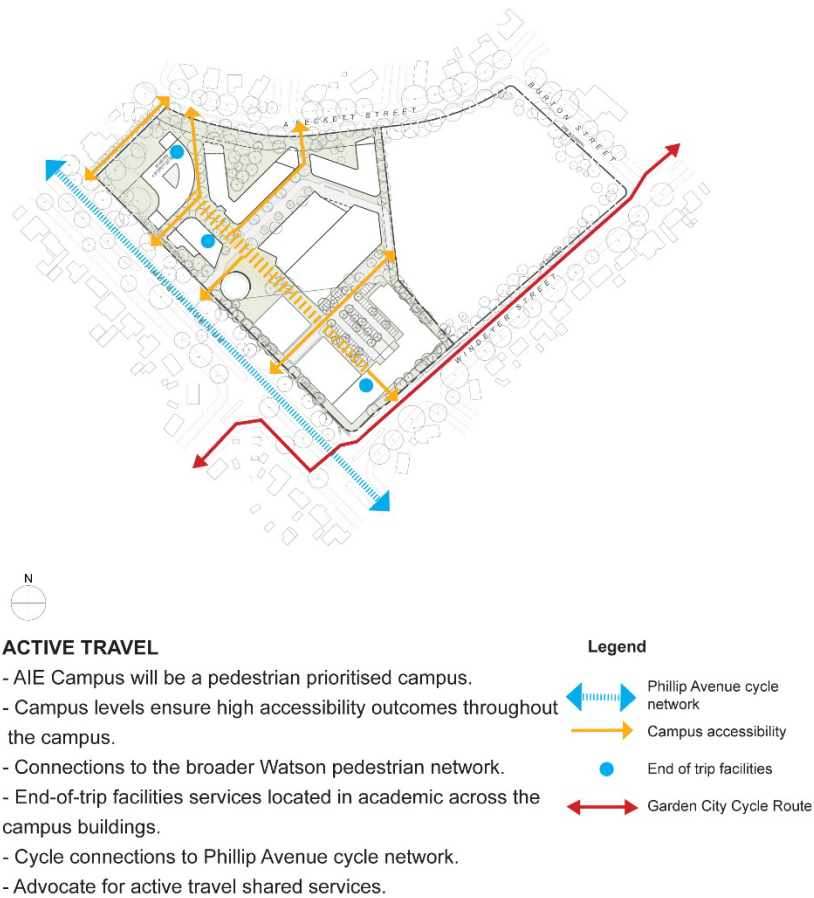 A'BECKETT STREET
BURTON STREET
WINDEYER STREET
N
ACTIVE TRAVEL
- AIE Campus will be a pedestrian prioritised campus.
- Campus levels ensure high accessibility outcomes throughout
the campus.
- Connections to the broader Watson pedestrian network.
- End-of-trip facilities services located in academic across the
campus buildings.
- Cycle connections to Phillip Avenue cycle network.
- Advocate for active travel shared services.
Legend
Phillip Avenue cycle
network
Campus accessibility
End of trip facilities
Garden City Cycle Route